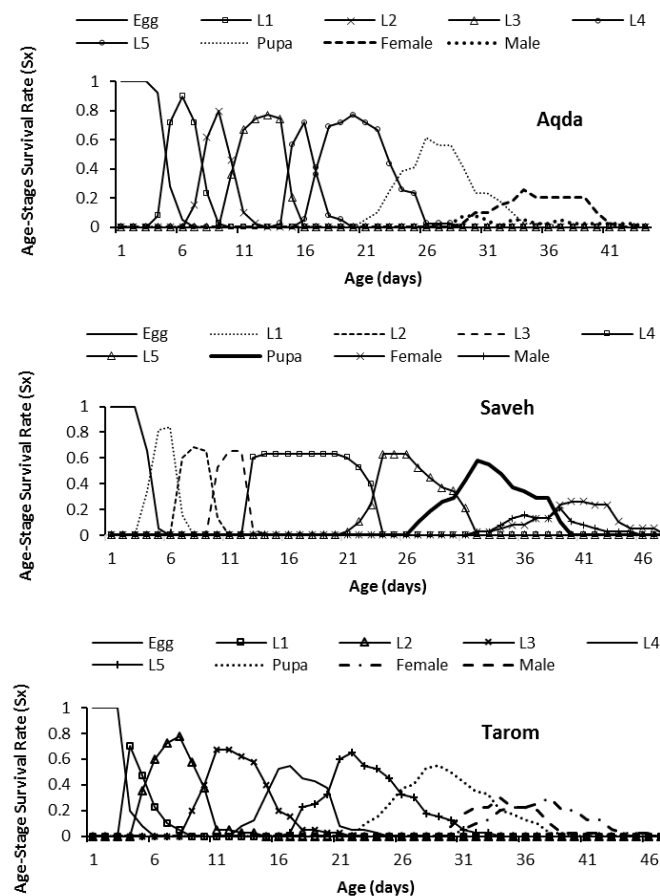 Egg L1 L2 L3 L4
L5 Pupa Female Male
Age-Stage Survival Rate (Sx)
1
0.8
0.6
0.4
0.2
0
Aqda
1 6 11 16 21 26 31 36 41
Age (days)
Egg L1 L2 L3 L4
L5 Pupa Female Male
Age-Stage Survival Rate (Sx)
1
0.8
0.6
0.4
0.2
0
Saveh
1 6 11 16 21 26 31 36 41 46
Age (days)
Egg L1 L2 L3 L4
L5 Pupa Female Male
Age-Stage Survival Rate (Sx)
1
0.8
0.6
0.4
0.2
0
Tarom
1 6 11 16 21 26 31 36 41 46
Age (days)